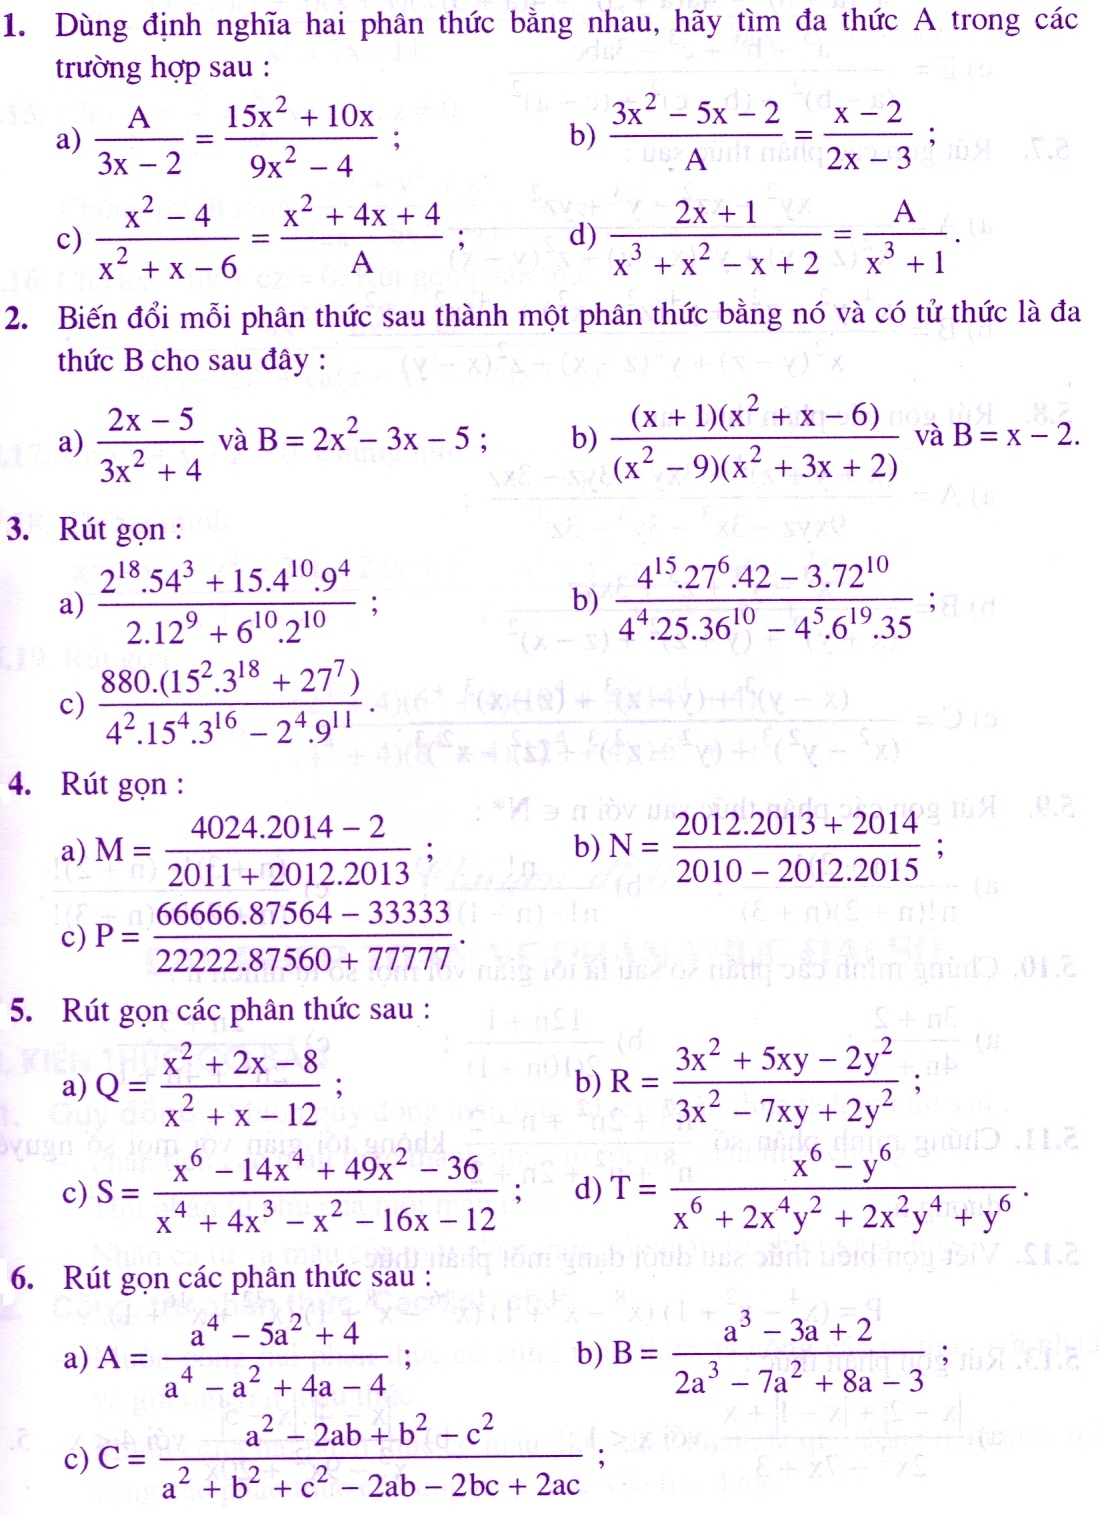 1. Dùng định nghĩa hai phân thức bằng nhau, hãy tìm đa thức A trong các
trường hợp sau :
a) A/(3x – 2) = (15x² + 10x)/(9x² – 4) ; b) (3x² – 5x – 2)/A = (x – 2)/(2x – 3) ;
c) (x² – 4)/(x² + x – 6) = (x² + 4x + 4)/A ; d) (2x + 1)/(x³ + x² – x + 2) = A/(x³ + 1) .
2. Biến đổi mỗi phân thức sau thành một phân thức bằng nó và có tử thức là đa
thức B cho sau đây :
a) (2x – 5)/(3x² + 4) và B = 2x² – 3x – 5 ; b) (x + 1)(x² + x – 6)/(x² – 9)(x² + 3x + 2) và B = x – 2.
3. Rút gọn :
a) (2¹⁸.54³ + 15.4¹⁰.9⁴)/(2.12⁹ + 6¹⁰.2¹⁰) ; b) (4¹⁵.27⁶.42 – 3.72¹⁰)/(4⁴.25.36¹⁰ – 4⁵.6¹⁹.35) ;
c) 880.(15².3¹⁸ + 27⁷)/(4².15⁴.3¹⁶ – 2⁴.9¹¹) .
4. Rút gọn :
a) M = (4024.2014 – 2)/(2011 + 2012.2013) ; b) N = (2012.2013 + 2014)/(2010 – 2012.2015) ;
c) P = (66666.87564 – 33333)/(22222.87560 + 77777) .
5. Rút gọn các phân thức sau :
a) Q = (x² + 2x – 8)/(x² + x – 12) ; b) R = (3x² + 5xy – 2y²)/(3x² – 7xy + 2y²) ;
c) S = (x⁶ – 14x⁴ + 49x² – 36)/(x⁴ + 4x³ – x² – 16x – 12) ; d) T = (x⁶ – y⁶)/(x⁶ + 2x⁴y² + 2x²y⁴ + y⁶) .
6. Rút gọn các phân thức sau :
a) A = (a⁴ – 5a² + 4)/(a⁴ – a² + 4a – 4) ; b) B = (a³ – 3a + 2)/(2a³ – 7a² + 8a – 3) ;
c) C = (a² – 2ab + b² – c²)/(a² + b² + c² – 2ab – 2bc + 2ac) ;